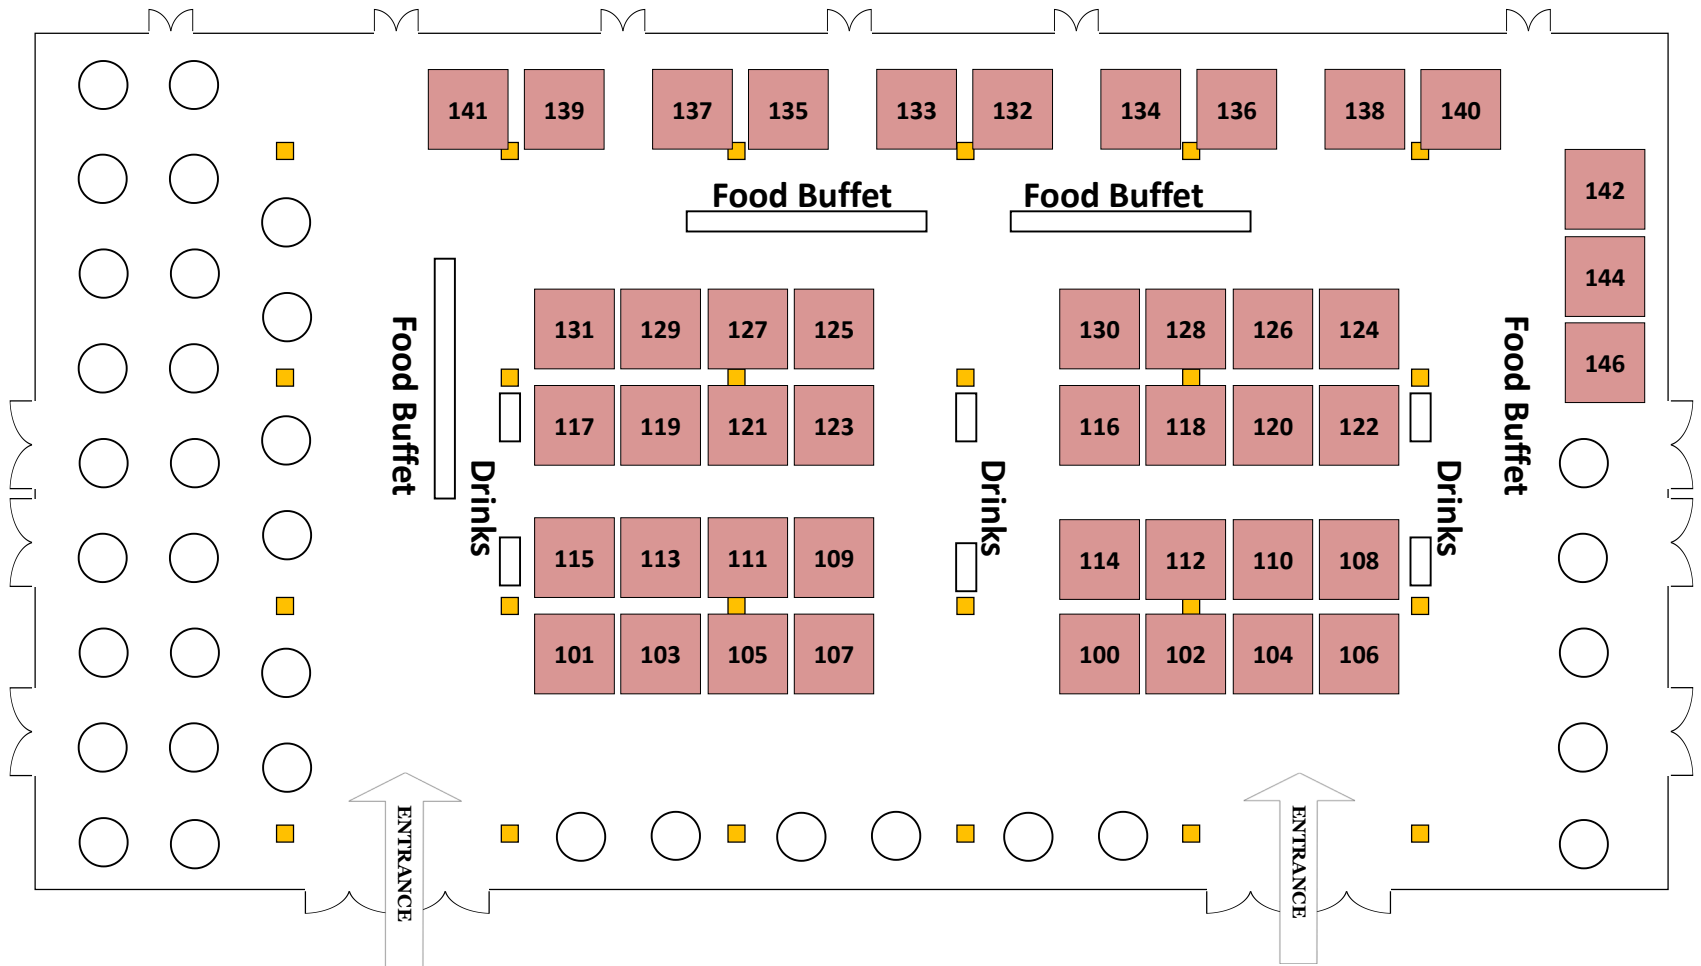 141 139 137 135 133 132 134 136 138 140
142
144
146
Food Buffet
Food Buffet
Food Buffet
Food Buffet
131 129 127 125
130 128 126 124
117 119 121 123
116 118 120 122
Drinks
Drinks
Drinks
115 113 111 109
114 112 110 108
101 103 105 107
100 102 104 106
ENTRANCE
ENTRANCE